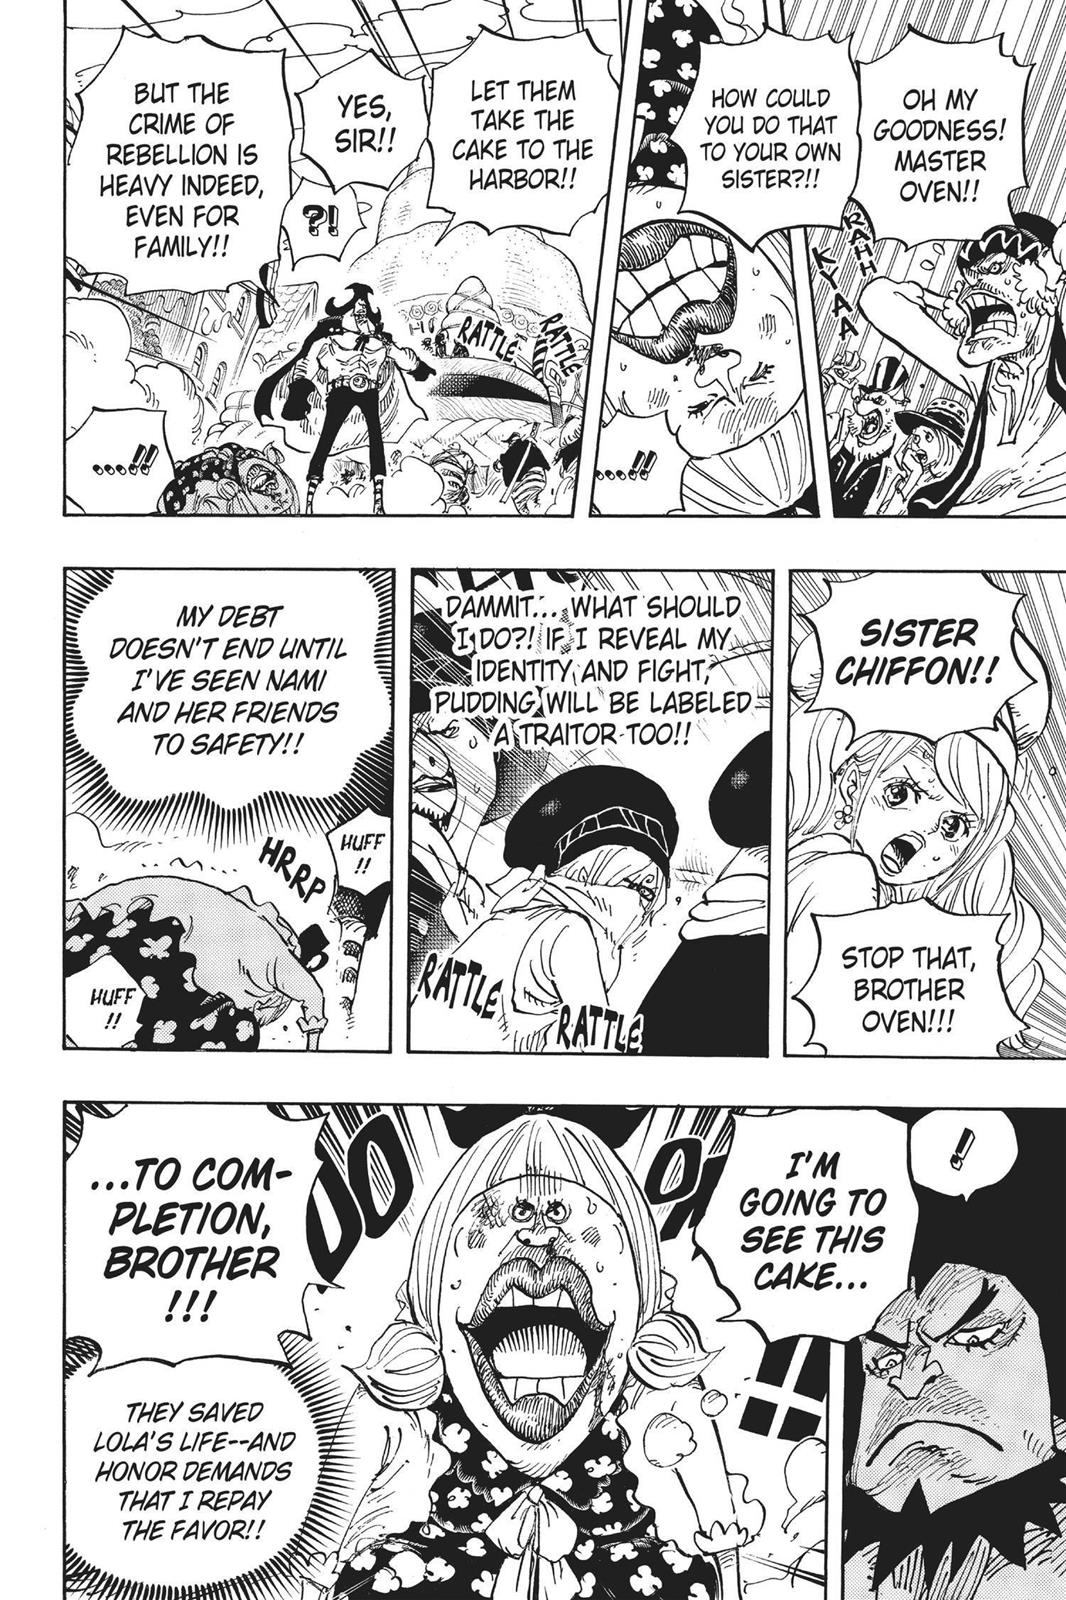 OH MY
GOODNESS!
MASTER
OVEN!!
RAHH
KYAA
HOW COULD
YOU DO THAT
TO YOUR OWN
SISTER?!!
...!!
LET THEM
TAKE THE
CAKE TO THE
HARBOR!!
YES,
SIR!!
?!
BUT THE
CRIME OF
REBELLION IS
HEAVY INDEED,
EVEN FOR
FAMILY!!
RATTLE
RATTLE
...!!
SISTER
CHIFFON!!
STOP THAT,
BROTHER
OVEN!!!
DAMMIT... WHAT SHOULD
I DO?! IF I REVEAL MY
IDENTITY AND FIGHT,
PUDDING WILL BE LABELED
A TRAITOR TOO!!
RATTLE
RATTLE
MY DEBT
DOESN'T END UNTIL
I'VE SEEN NAMI
AND HER FRIENDS
TO SAFETY!!
HUFF
!!
HRRP
HUFF
!!
!
I'M
GOING TO
SEE THIS
CAKE...
...TO COM-
PLETION,
BROTHER
!!!
THEY SAVED
LOLA'S LIFE--AND
HONOR DEMANDS
THAT I REPAY
THE FAVOR!!